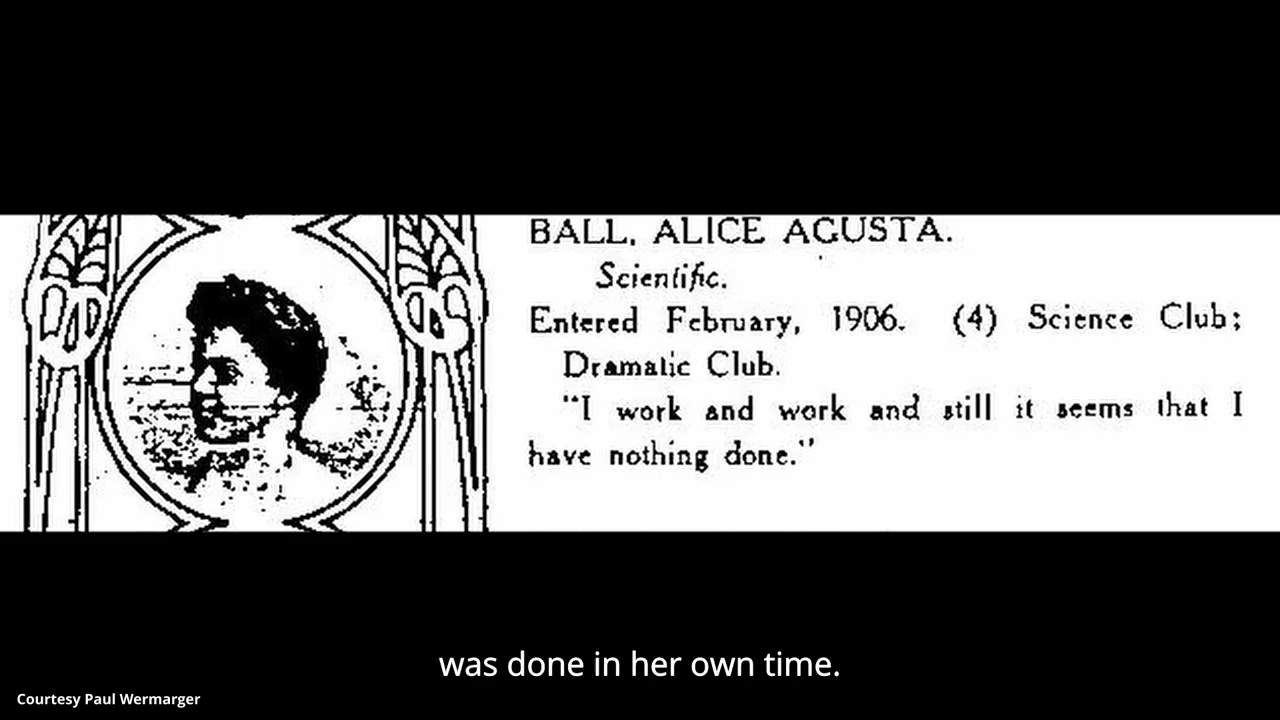 BALL, ALICE AGUSTA.
Scientific.
Entered February, 1906. (4) Science Club;
Dramatic Club.
"I work and work and still it seems that I
have nothing done."
was done in her own time.
Courtesy Paul Wermarger